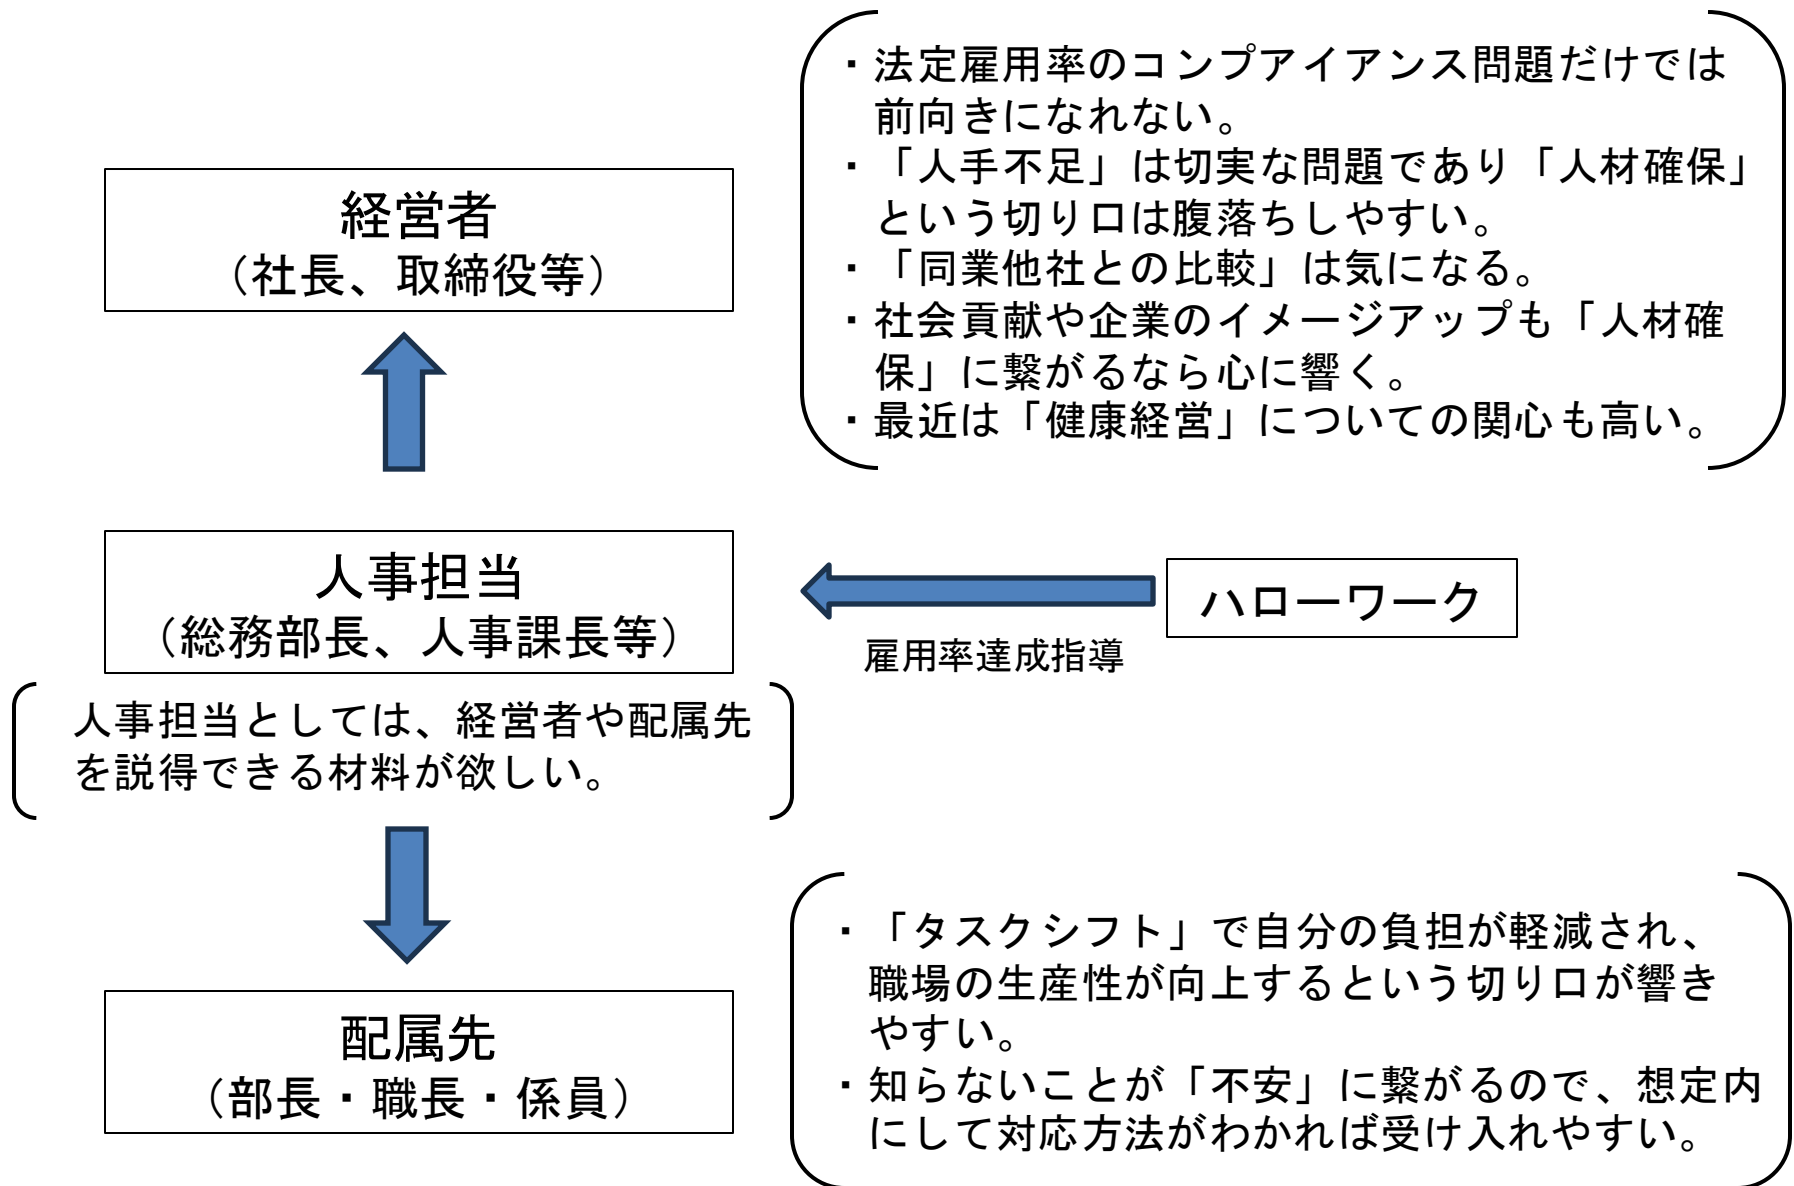 ・法定雇用率のコンプアイアンス問題だけでは
前向きになれない。
・「人手不足」は切実な問題であり「人材確保」
という切り口は腹落ちしやすい。
・「同業他社との比較」は気になる。
・社会貢献や企業のイメージアップも「人材確
保」に繋がるなら心に響く。
・最近は「健康経営」についての関心も高い。
経営者
（社長、取締役等）
人事担当
（総務部長、人事課長等）
人事担当としては、経営者や配属先
を説得できる材料が欲しい。
ハローワーク
雇用率達成指導
配属先
（部長・職長・係員）
・「タスクシフト」で自分の負担が軽減され、
職場の生産性が向上するという切り口が響き
やすい。
・知らないことが「不安」に繋がるので、想定内
にして対応方法がわかれば受け入れやすい。